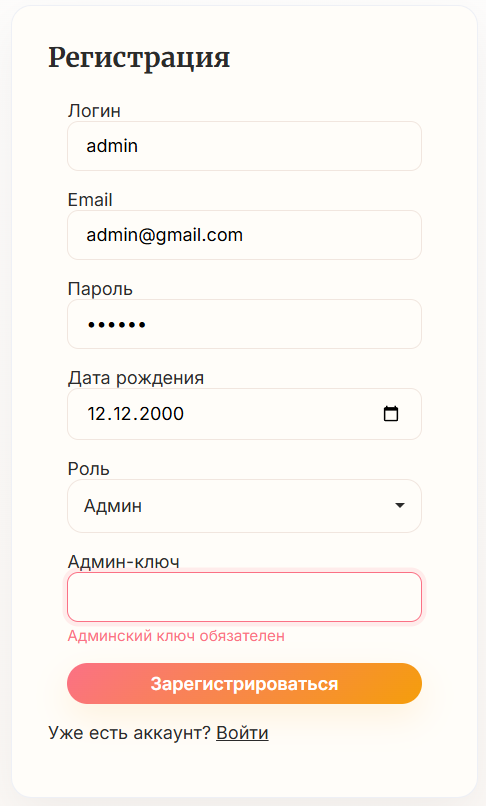 Регистрация
Логин
admin
Email
admin@gmail.com
Пароль
••••••
Дата рождения
12.12.2000
Роль
Админ
Админ-ключ
Админский ключ обязателен
Зарегистрироваться
Уже есть аккаунт? Войти